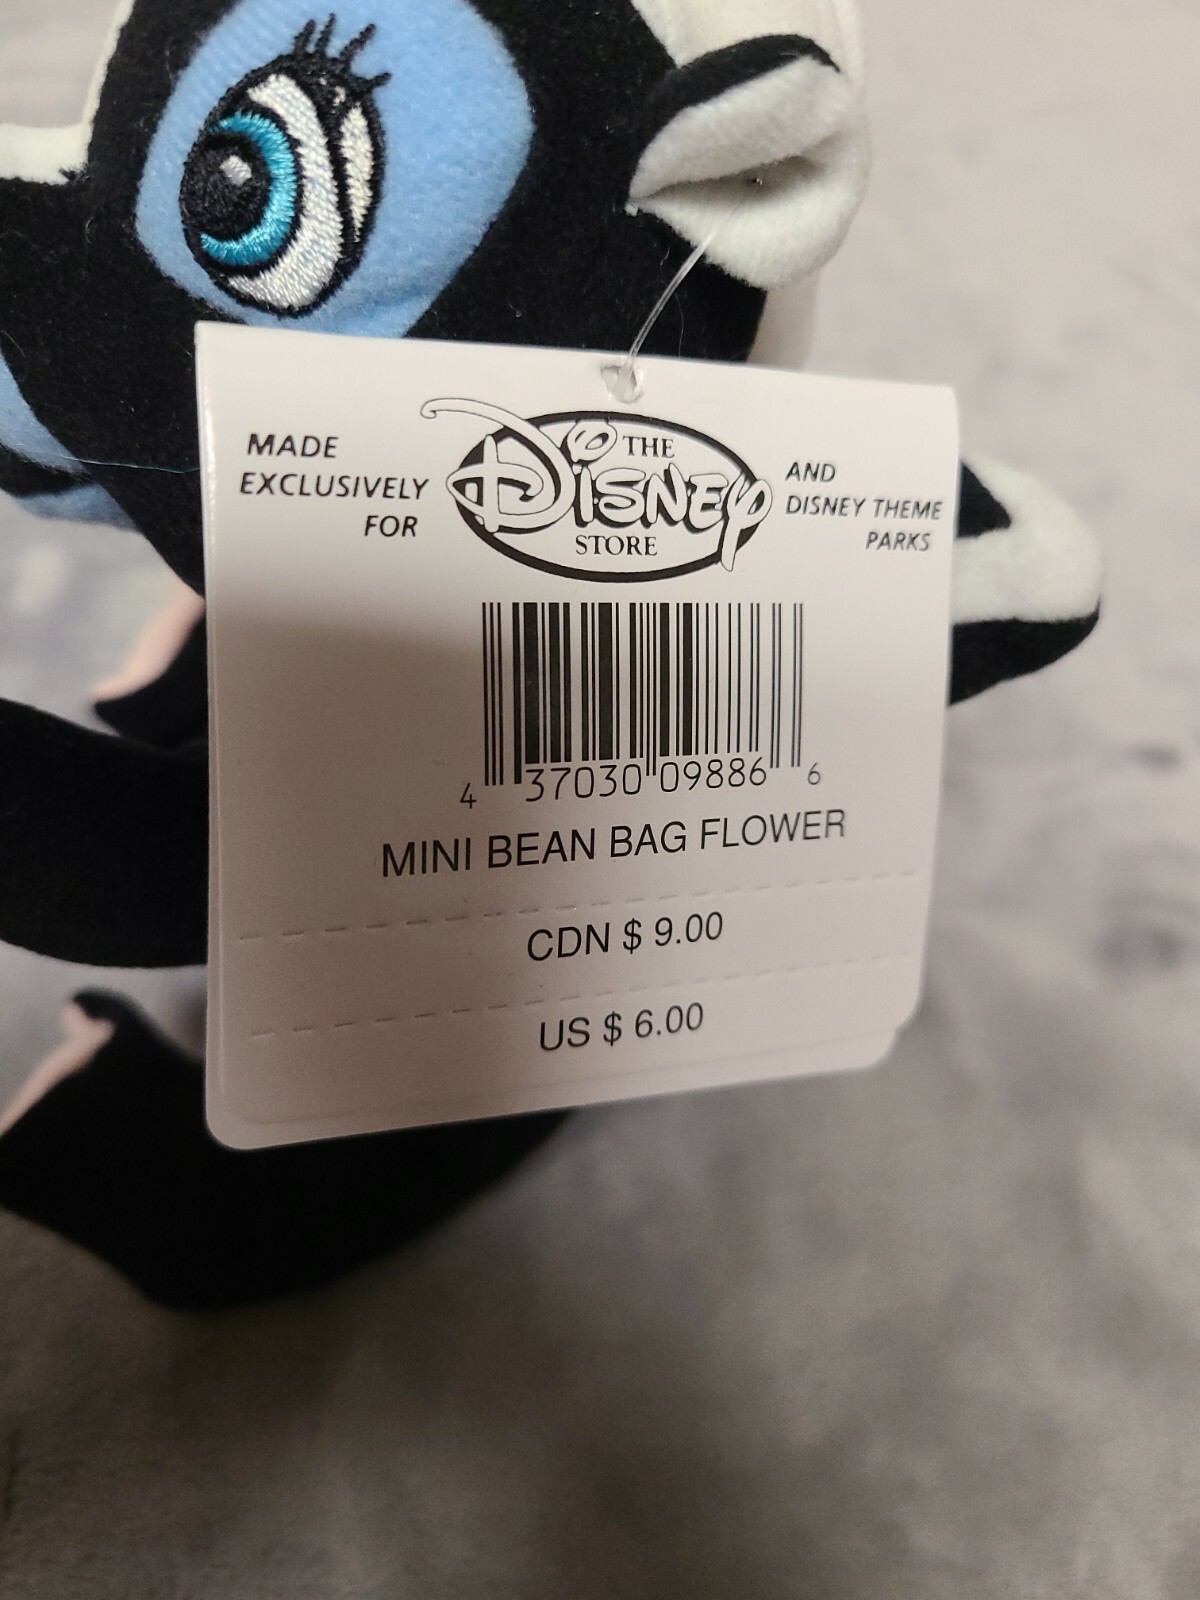 MADE
EXCLUSIVELY
FOR
THE
DISNEY
STORE
AND
DISNEY THEME
PARKS
4 37030 09886 6
MINI BEAN BAG FLOWER
CDN $ 9.00
US $ 6.00